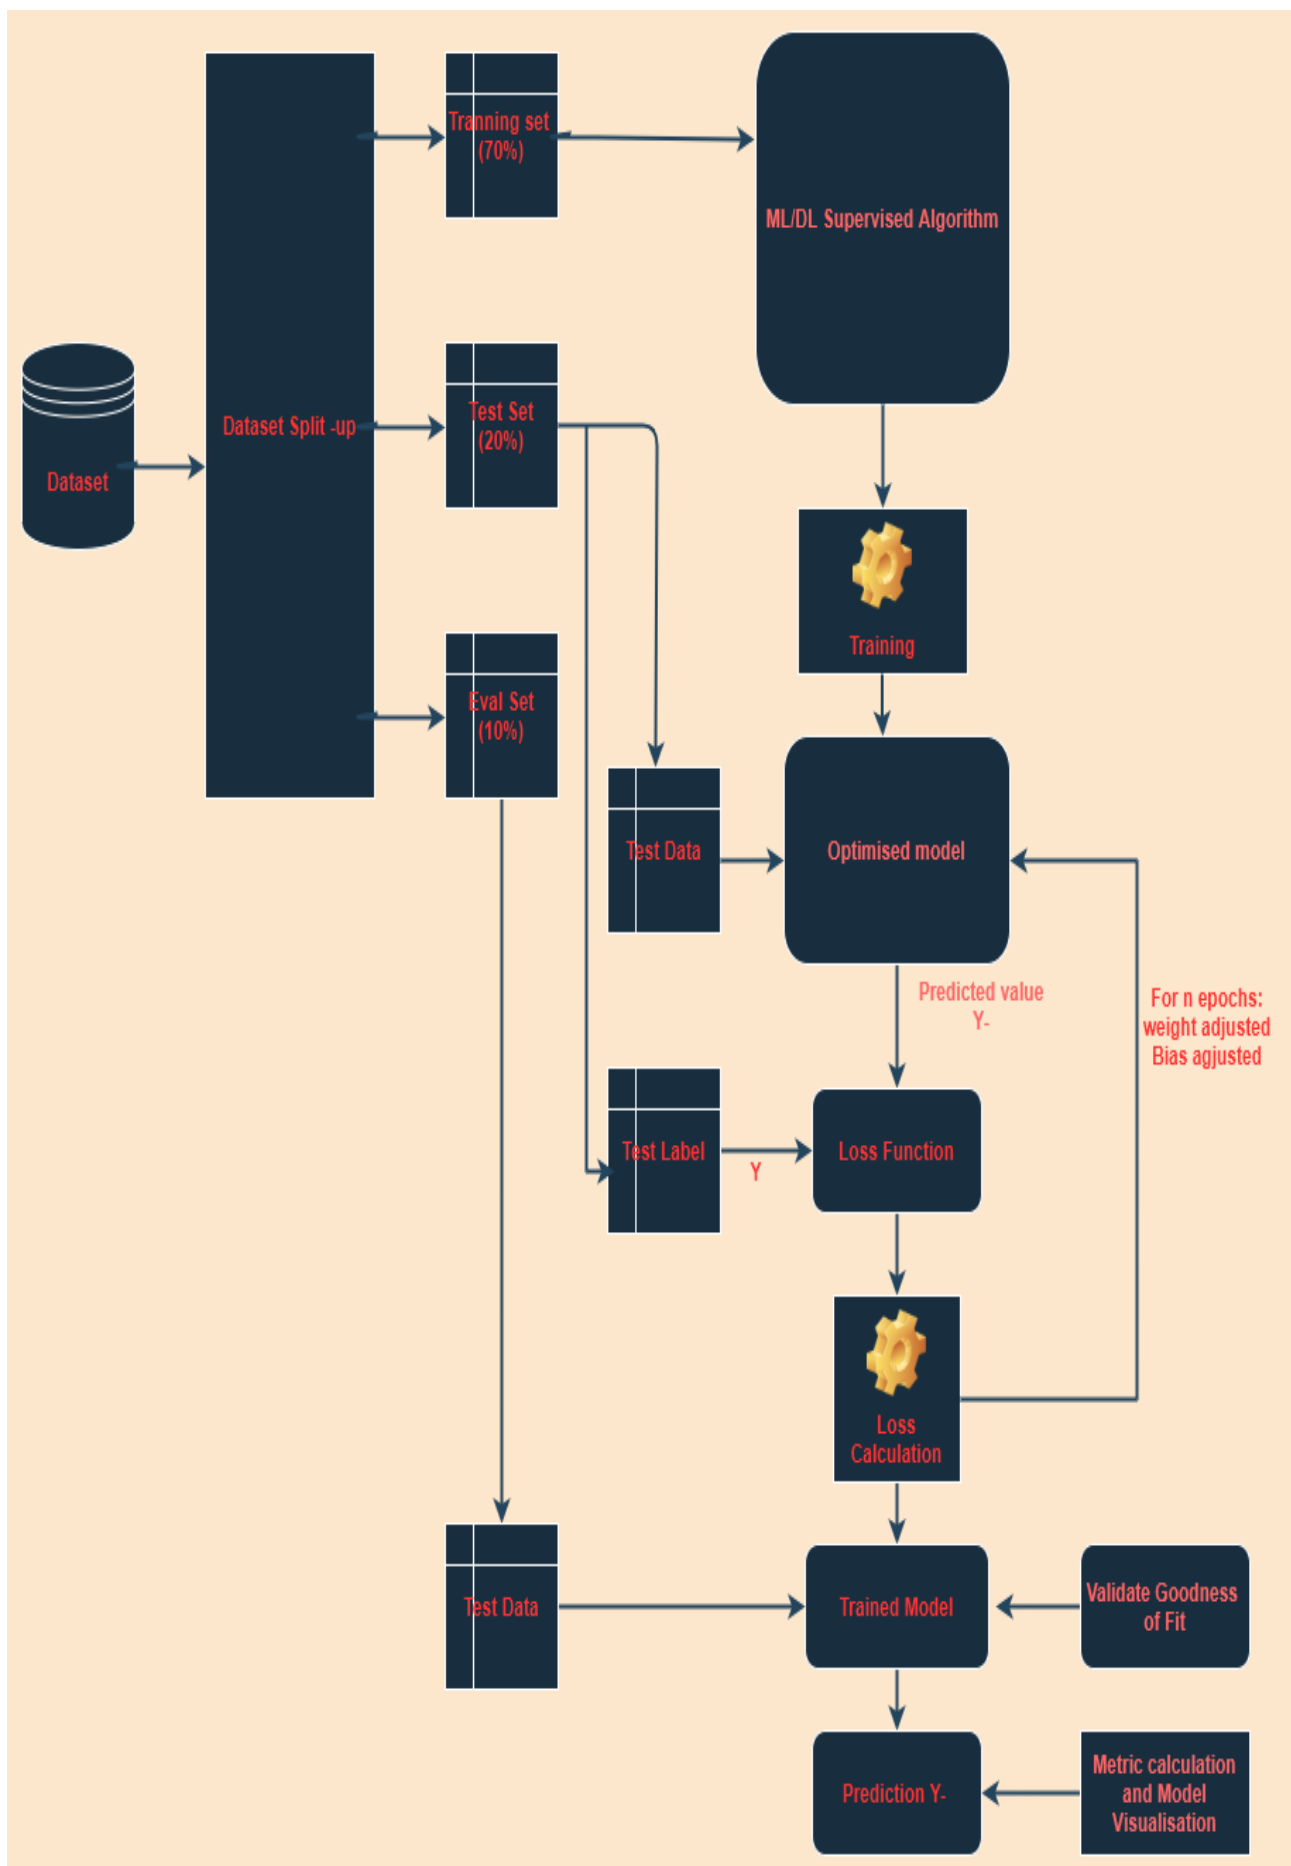 Tranning set
(70%)
ML/DL Supervised Algorithm
Dataset
Dataset Split -up
Test Set
(20%)
Training
Eval Set
(10%)
Test Data
Optimised model
Predicted value
Y-
For n epochs:
weight adjusted
Bias agjusted
Test Label
Y
Loss Function
Loss
Calculation
Test Data
Trained Model
Validate Goodness
of Fit
Prediction Y-
Metric calculation
and Model
Visualisation